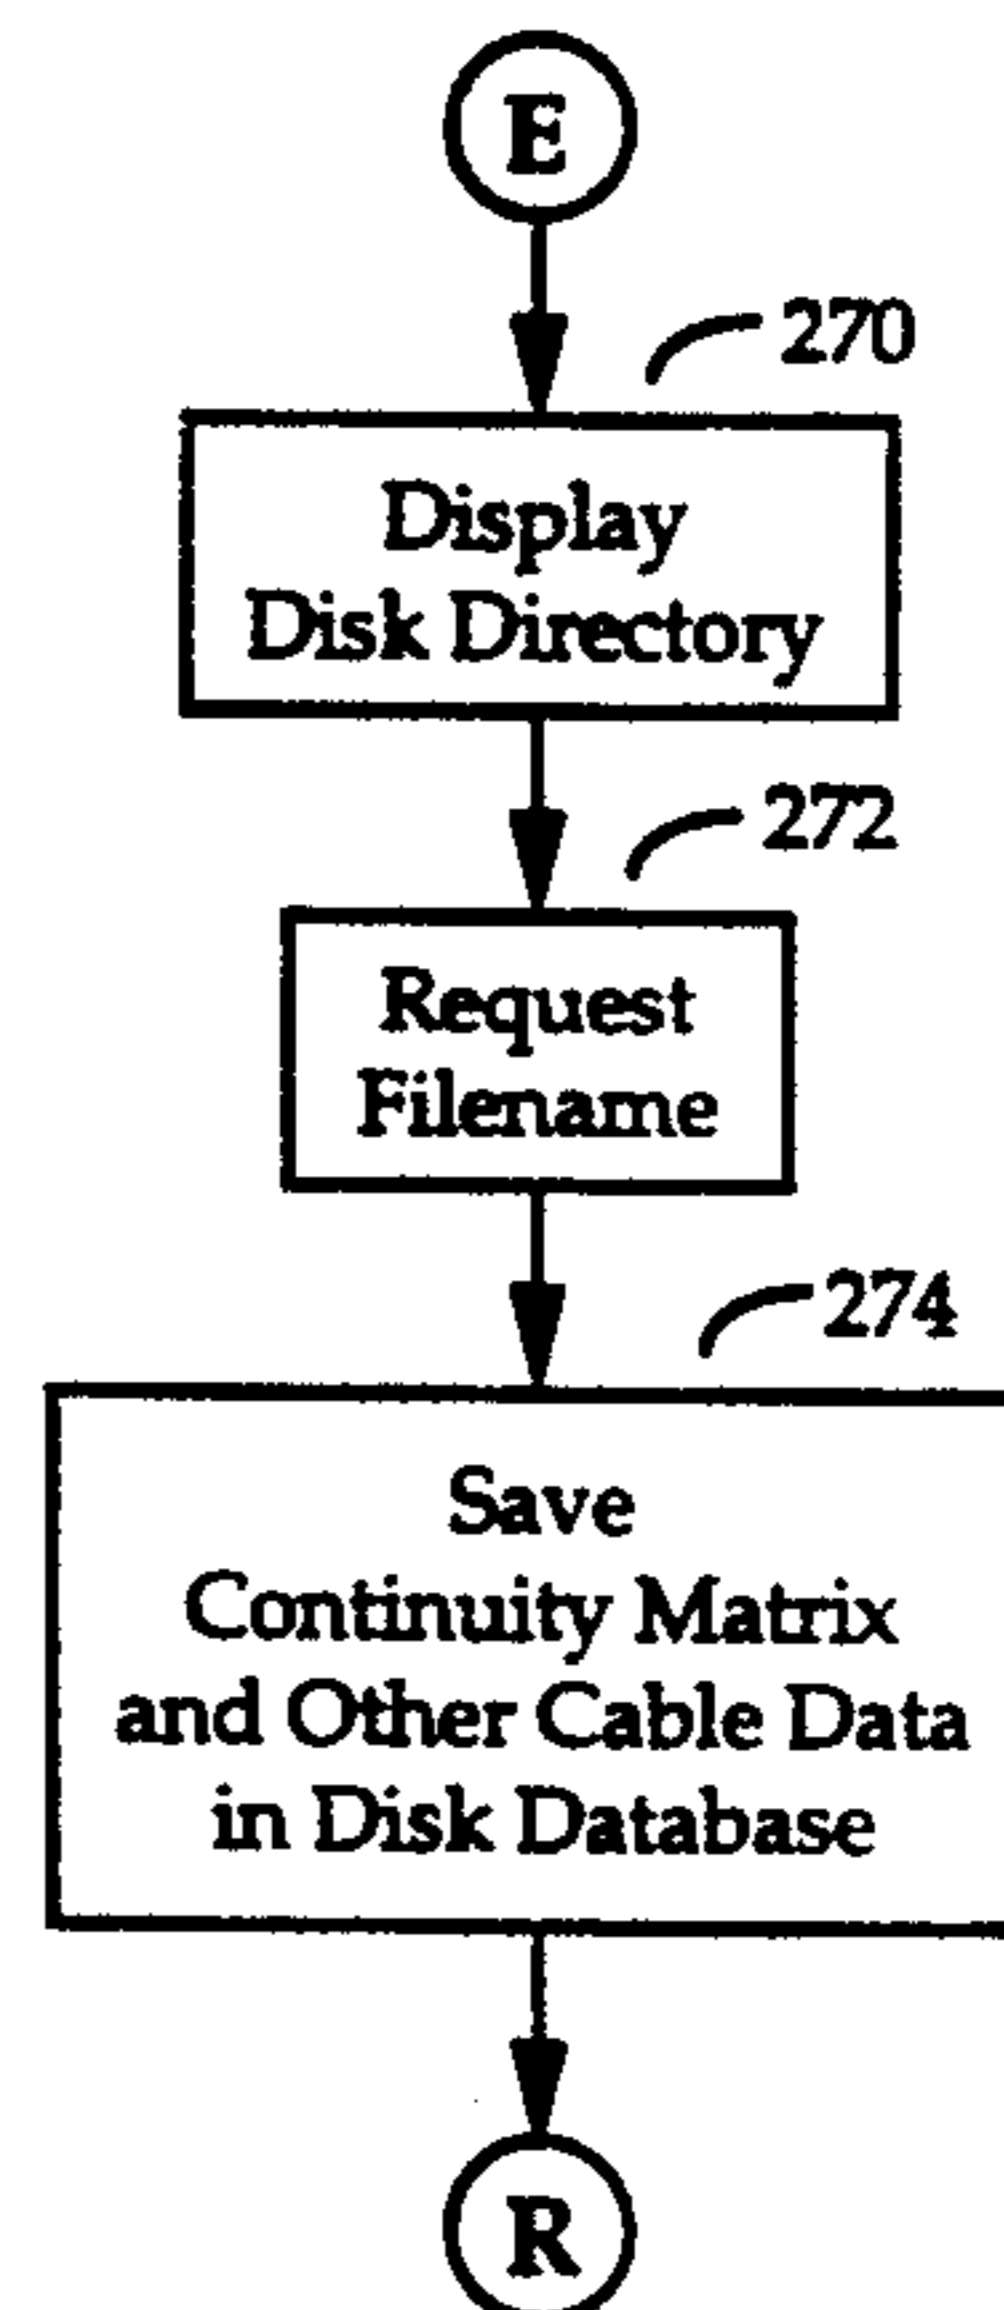 E
270
Display
Disk Directory
272
Request
Filename
274
Save
Continuity Matrix
and Other Cable Data
in Disk Database
R